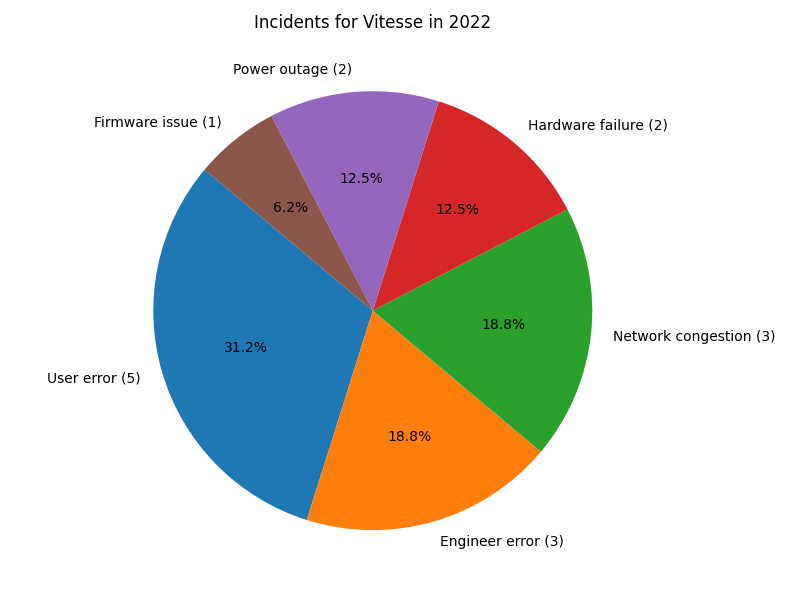 Incidents for Vitesse in 2022
Power outage (2)
Firmware issue (1)
Hardware failure (2)
12.5%
6.2%
12.5%
18.8%
Network congestion (3)
31.2%
User error (5)
18.8%
Engineer error (3)